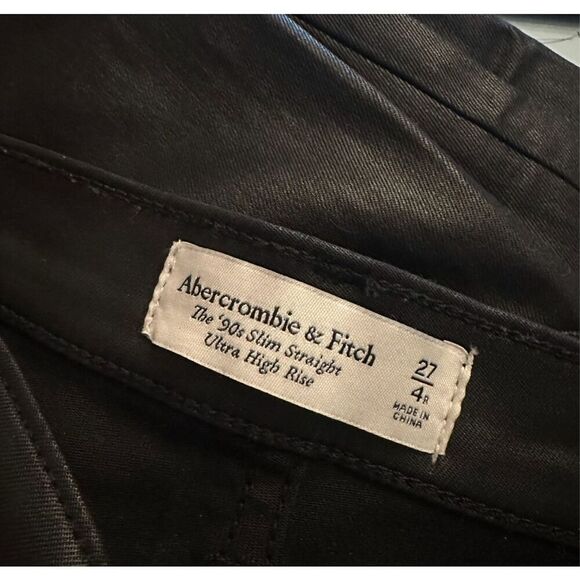 Abercrombie & Fitch
The '90s Slim Straight
Ultra High Rise
27
4R
MADE IN
CHINA